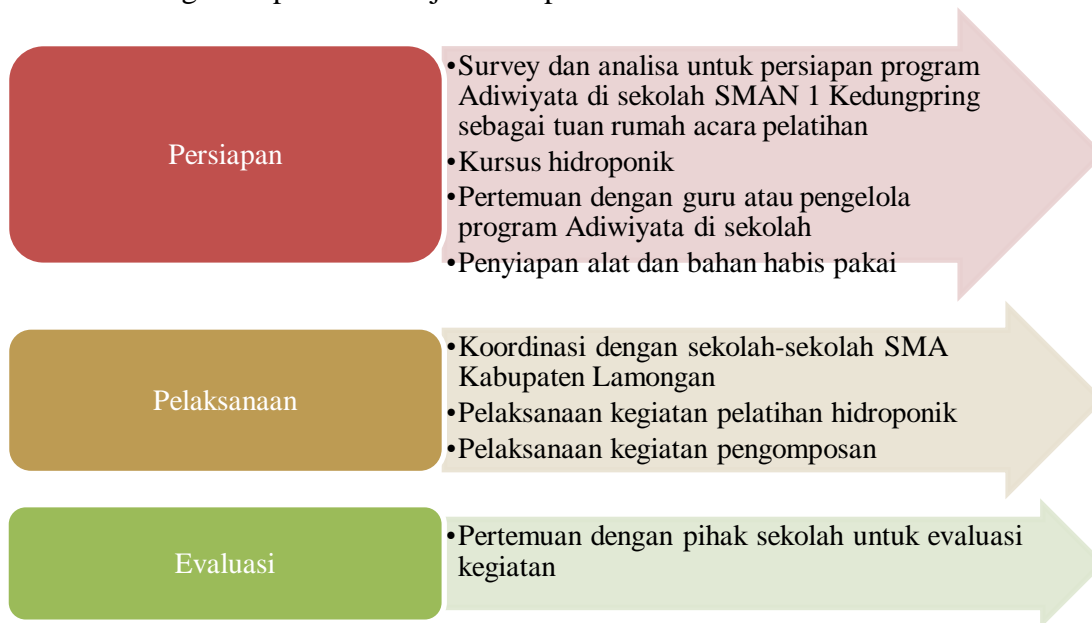 Persiapan
•Survey dan analisa untuk persiapan program
Adiwiyata di sekolah SMAN 1 Kedungpring
sebagai tuan rumah acara pelatihan
•Kursus hidroponik
•Pertemuan dengan guru atau pengelola
program Adiwiyata di sekolah
•Penyiapan alat dan bahan habis pakai
Pelaksanaan
•Koordinasi dengan sekolah-sekolah SMA
Kabupaten Lamongan
•Pelaksanaan kegiatan pelatihan hidroponik
•Pelaksanaan kegiatan pengomposan
Evaluasi
•Pertemuan dengan pihak sekolah untuk evaluasi
kegiatan